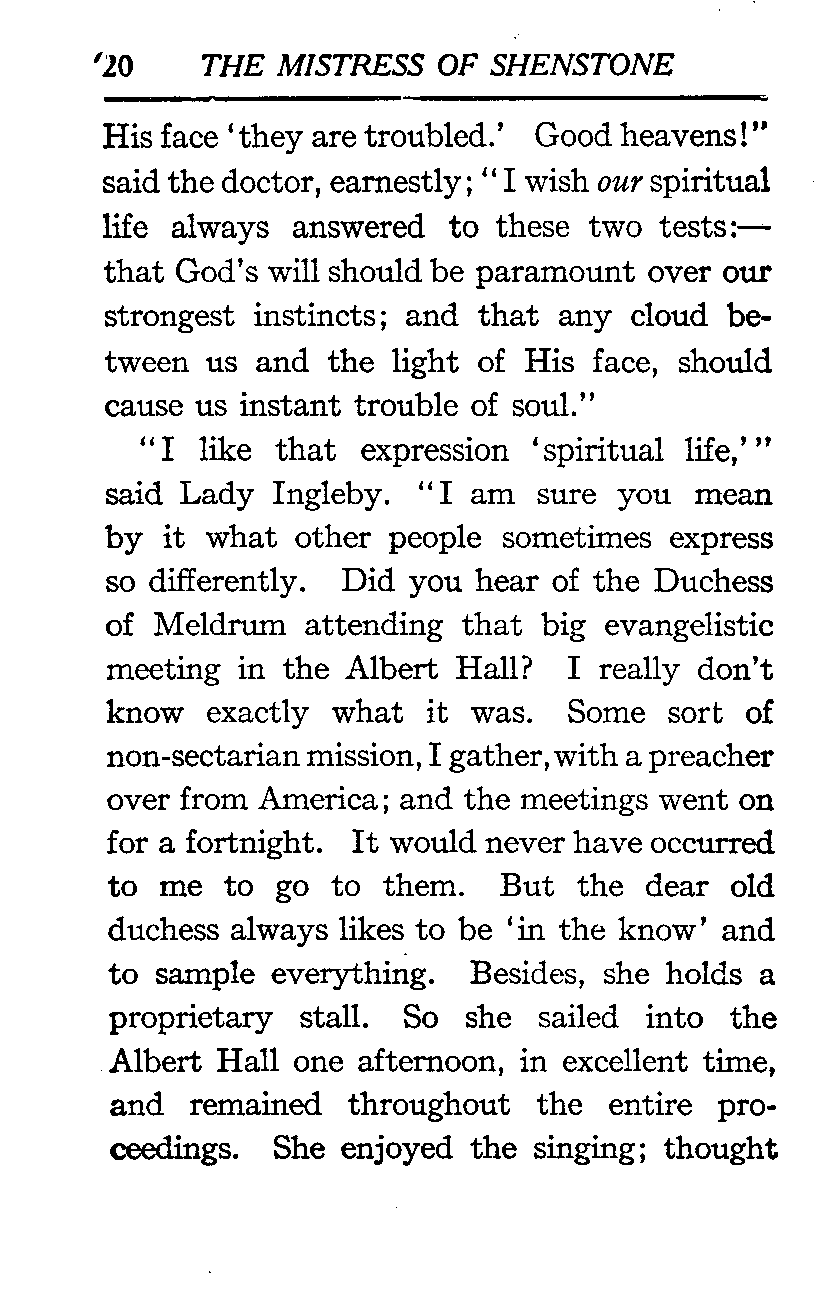 '20 THE MISTRESS OF SHENSTONE
His face ‘they are troubled.’ Good heavens!”
said the doctor, earnestly; “I wish our spiritual
life always answered to these two tests:—
that God’s will should be paramount over our
strongest instincts; and that any cloud be-
tween us and the light of His face, should
cause us instant trouble of soul.”
“I like that expression ‘spiritual life,’”
said Lady Ingleby. “I am sure you mean
by it what other people sometimes express
so differently. Did you hear of the Duchess
of Meldrum attending that big evangelistic
meeting in the Albert Hall? I really don’t
know exactly what it was. Some sort of
non-sectarian mission, I gather, with a preacher
over from America; and the meetings went on
for a fortnight. It would never have occurred
to me to go to them. But the dear old
duchess always likes to be ‘in the know’ and
to sample everything. Besides, she holds a
proprietary stall. So she sailed into the
Albert Hall one afternoon, in excellent time,
and remained throughout the entire pro-
ceedings. She enjoyed the singing; thought